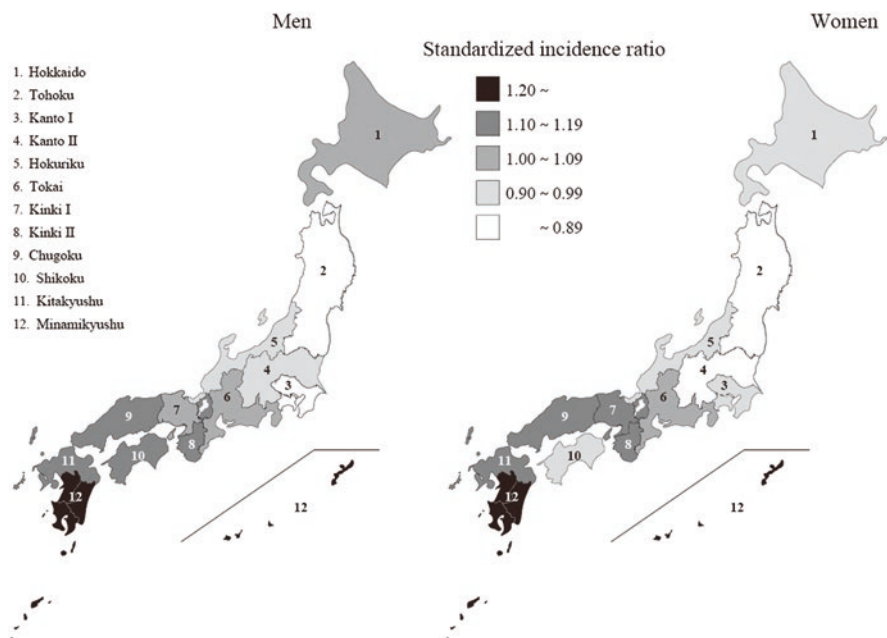 Men
Women
Standardized incidence ratio
1. Hokkaido
2. Tohoku
3. Kanto I
4. Kanto II
5. Hokuriku
6. Tokai
7. Kinki I
8. Kinki II
9. Chugoku
10. Shikoku
11. Kitakyushu
12. Minamikyushu
1.20 ~
1.10 ~ 1.19
1.00 ~ 1.09
0.90 ~ 0.99
~ 0.89
1
2
5
4
3
6
7
9
8
10
11
12
12
1
2
5
4
3
6
7
9
8
10
11
12
12